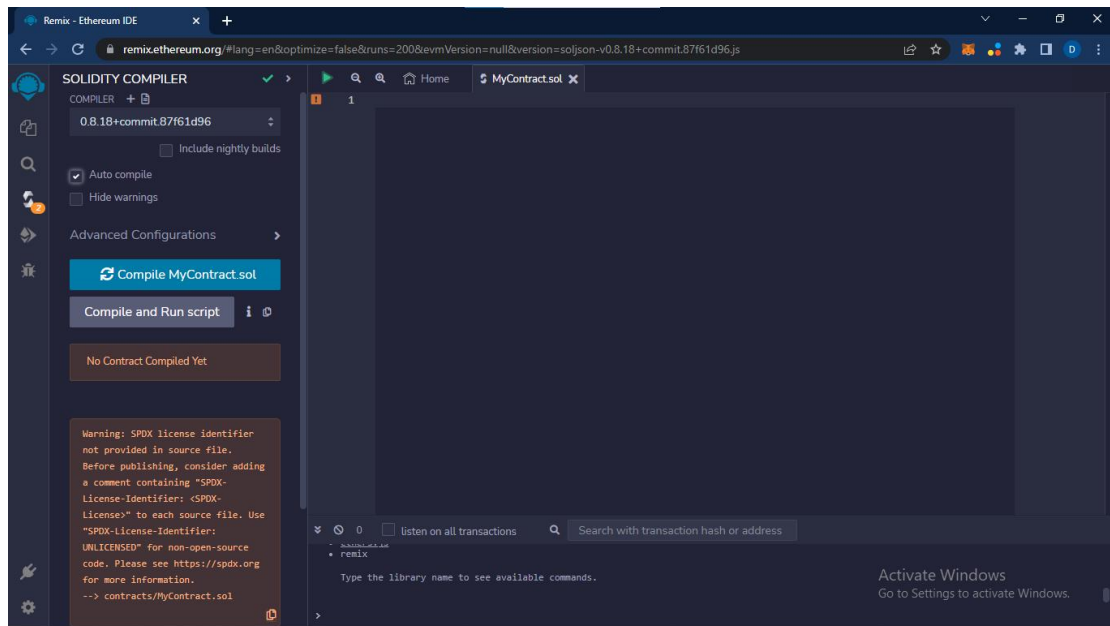 Remix - Ethereum IDE
remix.ethereum.org/#lang=en&optimize=false&runs=200&evmVersion=null&version=soljson-v0.8.18+commit.87f61d96.js
D
SOLIDITY COMPILER
Home
MyContract.sol
COMPILER
1
0.8.18+commit.87f61d96
Include nightly builds
Auto compile
Hide warnings
2
Advanced Configurations
Compile MyContract.sol
Compile and Run script
No Contract Compiled Yet
Warning: SPDX license identifier
not provided in source file.
Before publishing, consider adding
a comment containing "SPDX-
License-Identifier: <SPDX-
License>" to each source file. Use
"SPDX-License-Identifier:
UNLICENSED" for non-open-source
code. Please see https://spdx.org
for more information.
--> contracts/MyContract.sol
0
listen on all transactions
Search with transaction hash or address
• remix
Type the library name to see available commands.
>
Activate Windows
Go to Settings to activate Windows.